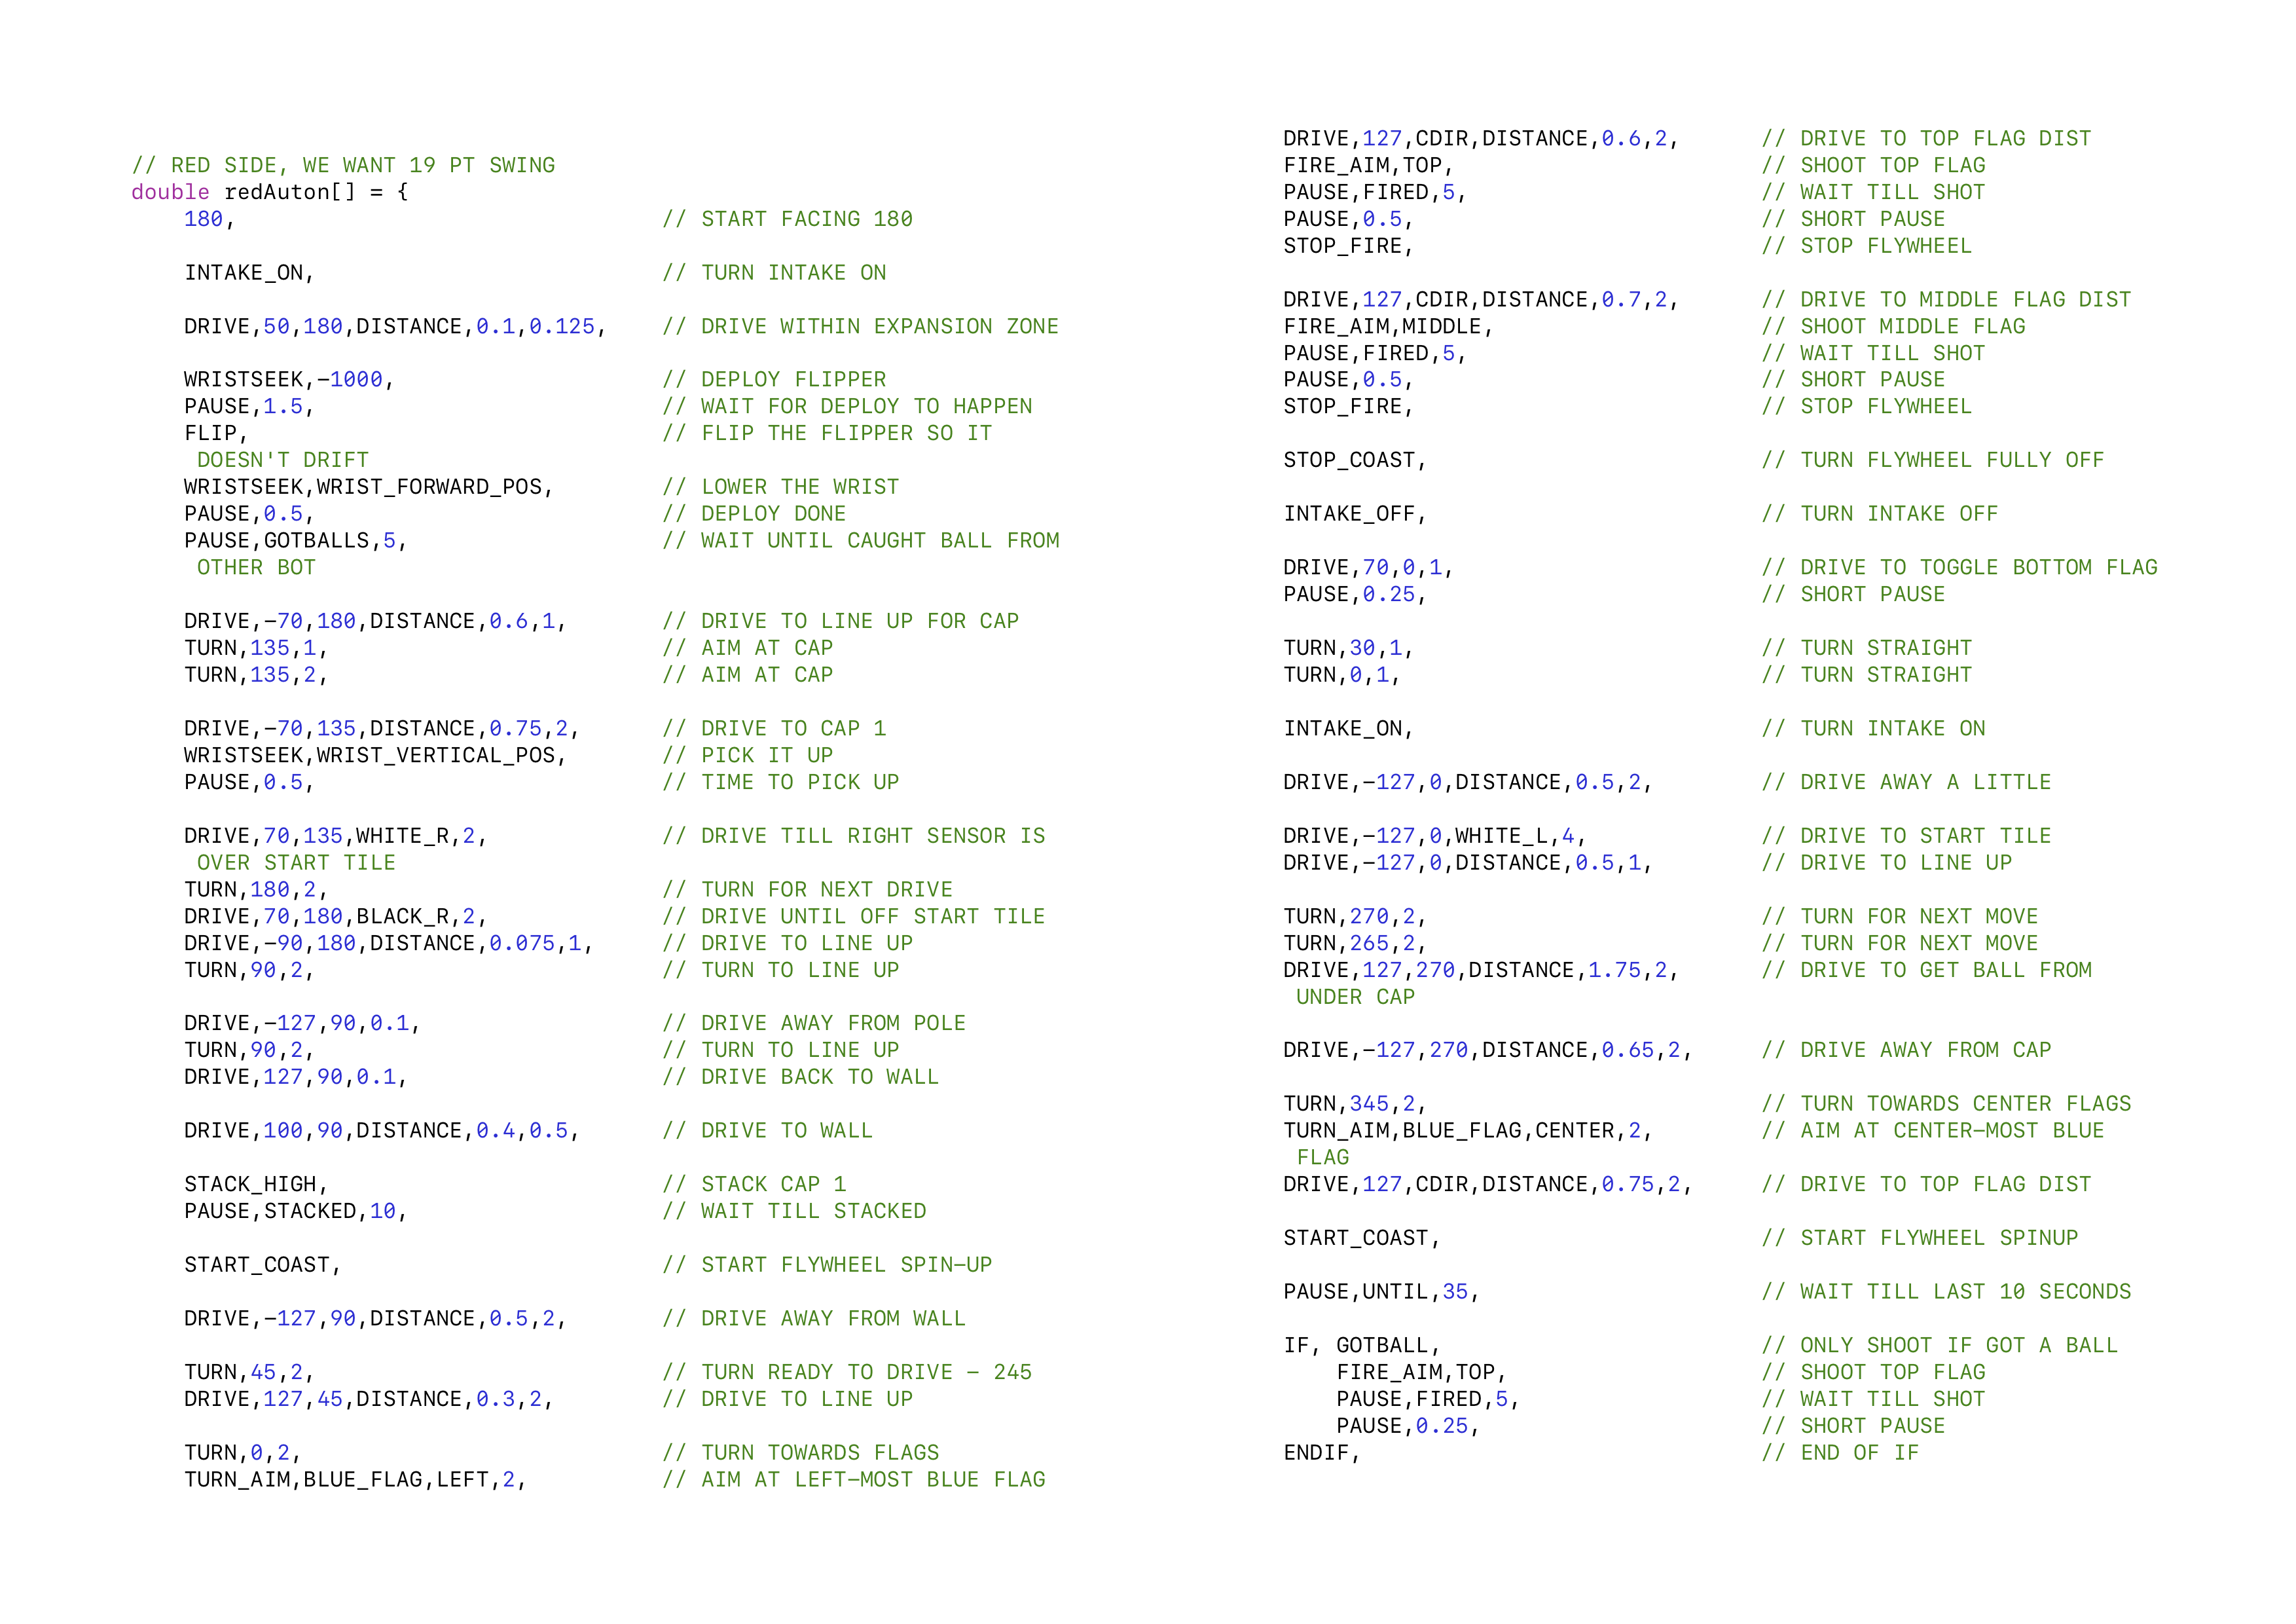 // RED SIDE, WE WANT 19 PT SWING
double redAuton[] = {
180, // START FACING 180
INTAKE_ON, // TURN INTAKE ON
DRIVE,50,180,DISTANCE,0.1,0.125, // DRIVE WITHIN EXPANSION ZONE
WRISTSEEK,-1000, // DEPLOY FLIPPER
PAUSE,1.5, // WAIT FOR DEPLOY TO HAPPEN
FLIP, // FLIP THE FLIPPER SO IT
DOESN'T DRIFT
WRISTSEEK,WRIST_FORWARD_POS, // LOWER THE WRIST
PAUSE,0.5, // DEPLOY DONE
PAUSE,GOTBALLS,5, // WAIT UNTIL CAUGHT BALL FROM
OTHER BOT
DRIVE,-70,180,DISTANCE,0.6,1, // DRIVE TO LINE UP FOR CAP
TURN,135,1, // AIM AT CAP
TURN,135,2, // AIM AT CAP
DRIVE,-70,135,DISTANCE,0.75,2, // DRIVE TO CAP 1
WRISTSEEK,WRIST_VERTICAL_POS, // PICK IT UP
PAUSE,0.5, // TIME TO PICK UP
DRIVE,70,135,WHITE_R,2, // DRIVE TILL RIGHT SENSOR IS
OVER START TILE
TURN,180,2, // TURN FOR NEXT DRIVE
DRIVE,70,180,BLACK_R,2, // DRIVE UNTIL OFF START TILE
DRIVE,-90,180,DISTANCE,0.075,1, // DRIVE TO LINE UP
TURN,90,2, // TURN TO LINE UP
DRIVE,-127,90,0.1, // DRIVE AWAY FROM POLE
TURN,90,2, // TURN TO LINE UP
DRIVE,127,90,0.1, // DRIVE BACK TO WALL
DRIVE,100,90,DISTANCE,0.4,0.5, // DRIVE TO WALL
STACK_HIGH, // STACK CAP 1
PAUSE,STACKED,10, // WAIT TILL STACKED
START_COAST, // START FLYWHEEL SPIN-UP
DRIVE,-127,90,DISTANCE,0.5,2, // DRIVE AWAY FROM WALL
TURN,45,2, // TURN READY TO DRIVE - 245
DRIVE,127,45,DISTANCE,0.3,2, // DRIVE TO LINE UP
TURN,0,2, // TURN TOWARDS FLAGS
TURN_AIM,BLUE_FLAG,LEFT,2, // AIM AT LEFT-MOST BLUE FLAG
DRIVE,127,CDIR,DISTANCE,0.6,2, // DRIVE TO TOP FLAG DIST
FIRE_AIM,TOP, // SHOOT TOP FLAG
PAUSE,FIRED,5, // WAIT TILL SHOT
PAUSE,0.5, // SHORT PAUSE
STOP_FIRE, // STOP FLYWHEEL
DRIVE,127,CDIR,DISTANCE,0.7,2, // DRIVE TO MIDDLE FLAG DIST
FIRE_AIM,MIDDLE, // SHOOT MIDDLE FLAG
PAUSE,FIRED,5, // WAIT TILL SHOT
PAUSE,0.5, // SHORT PAUSE
STOP_FIRE, // STOP FLYWHEEL
STOP_COAST, // TURN FLYWHEEL FULLY OFF
INTAKE_OFF, // TURN INTAKE OFF
DRIVE,70,0,1, // DRIVE TO TOGGLE BOTTOM FLAG
PAUSE,0.25, // SHORT PAUSE
TURN,30,1, // TURN STRAIGHT
TURN,0,1, // TURN STRAIGHT
INTAKE_ON, // TURN INTAKE ON
DRIVE,-127,0,DISTANCE,0.5,2, // DRIVE AWAY A LITTLE
DRIVE,-127,0,WHITE_L,4, // DRIVE TO START TILE
DRIVE,-127,0,DISTANCE,0.5,1, // DRIVE TO LINE UP
TURN,270,2, // TURN FOR NEXT MOVE
TURN,265,2, // TURN FOR NEXT MOVE
DRIVE,127,270,DISTANCE,1.75,2, // DRIVE TO GET BALL FROM
UNDER CAP
DRIVE,-127,270,DISTANCE,0.65,2, // DRIVE AWAY FROM CAP
TURN,345,2, // TURN TOWARDS CENTER FLAGS
TURN_AIM,BLUE_FLAG,CENTER,2, // AIM AT CENTER-MOST BLUE
FLAG
DRIVE,127,CDIR,DISTANCE,0.75,2, // DRIVE TO TOP FLAG DIST
START_COAST, // START FLYWHEEL SPINUP
PAUSE,UNTIL,35, // WAIT TILL LAST 10 SECONDS
IF, GOTBALL, // ONLY SHOOT IF GOT A BALL
FIRE_AIM,TOP, // SHOOT TOP FLAG
PAUSE,FIRED,5, // WAIT TILL SHOT
PAUSE,0.25, // SHORT PAUSE
ENDIF, // END OF IF